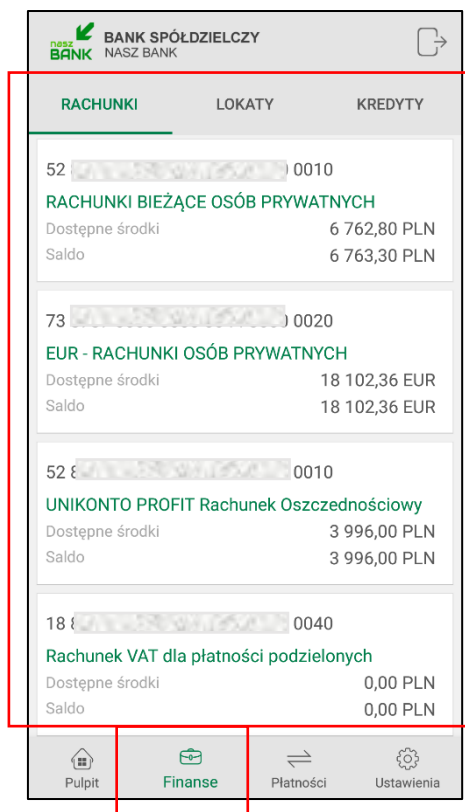 nasz BANK BANK SPÓŁDZIELCZY
NASZ BANK
RACHUNKI LOKATY KREDYTY
52 0010
RACHUNKI BIEŻĄCE OSÓB PRYWATNYCH
Dostępne środki 6 762,80 PLN
Saldo 6 763,30 PLN
73 0020
EUR - RACHUNKI OSÓB PRYWATNYCH
Dostępne środki 18 102,36 EUR
Saldo 18 102,36 EUR
52 8 0010
UNIKONTO PROFIT Rachunek Oszczednościowy
Dostępne środki 3 996,00 PLN
Saldo 3 996,00 PLN
18 8 0040
Rachunek VAT dla płatności podzielonych
Dostępne środki 0,00 PLN
Saldo 0,00 PLN
Pulpit Finanse Płatności Ustawienia